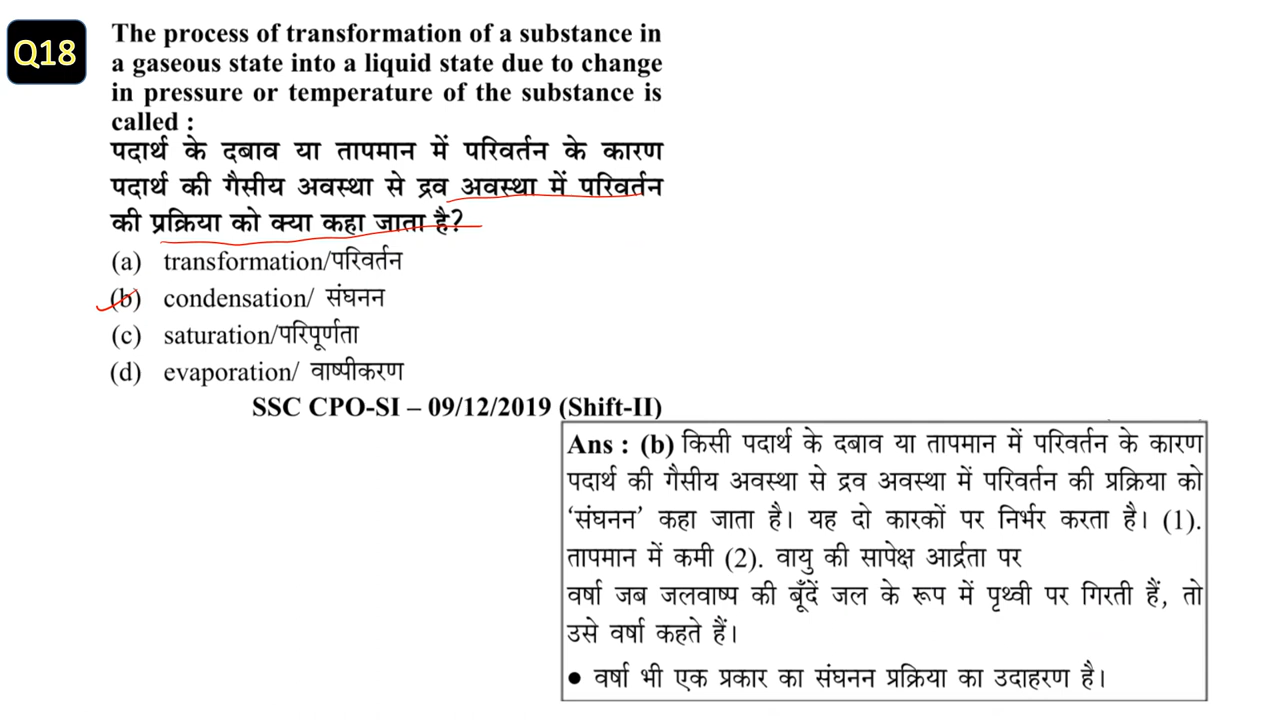 Q18
The process of transformation of a substance in
a gaseous state into a liquid state due to change
in pressure or temperature of the substance is
called :
पदार्थ के दबाव या तापमान में परिवर्तन के कारण
पदार्थ की गैसीय अवस्था से द्रव अवस्था में परिवर्तन
की प्रक्रिया को क्या कहा जाता है?
(a) transformation/परिवर्तन
(b) condensation/ संघनन
(c) saturation/परिपूर्णता
(d) evaporation/ वाष्पीकरण
SSC CPO-SI – 09/12/2019 (Shift-II)
Ans : (b) किसी पदार्थ के दबाव या तापमान में परिवर्तन के कारण
पदार्थ की गैसीय अवस्था से द्रव अवस्था में परिवर्तन की प्रक्रिया को
‘संघनन’ कहा जाता है। यह दो कारकों पर निर्भर करता है। (1).
तापमान में कमी (2). वायु की सापेक्ष आर्द्रता पर
वर्षा जब जलवाष्प की बूँदें जल के रूप में पृथ्वी पर गिरती हैं, तो
उसे वर्षा कहते हैं।
● वर्षा भी एक प्रकार का संघनन प्रक्रिया का उदाहरण है।